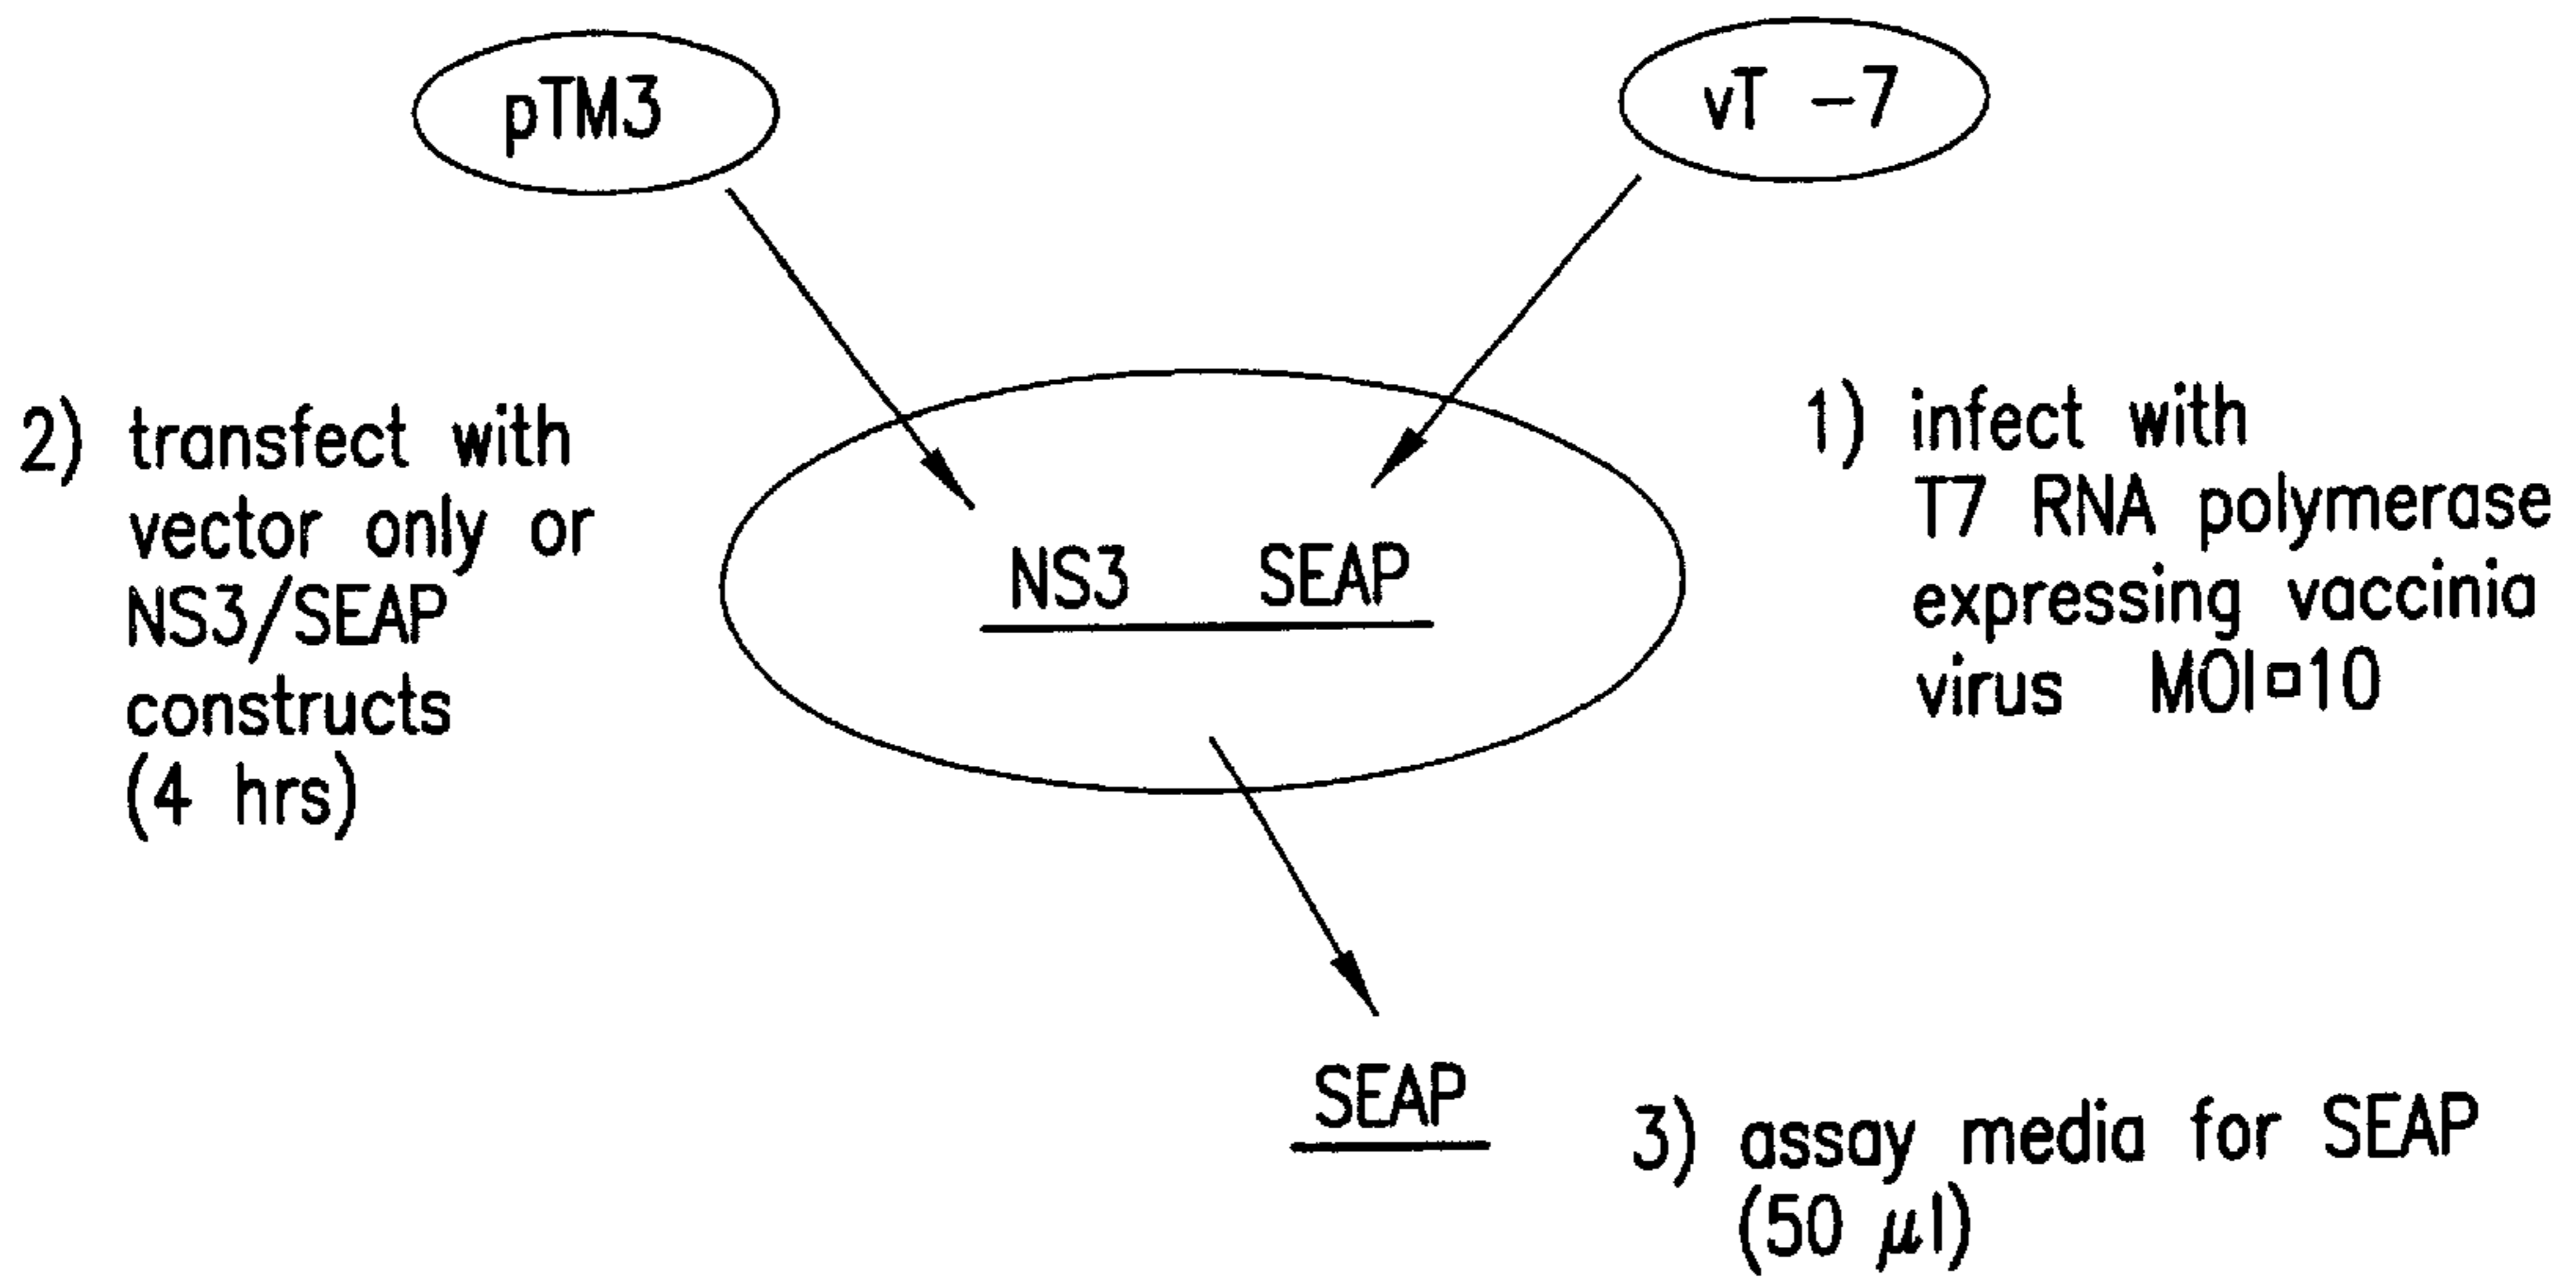 pTM3
vT -7
2) transfect with
vector only or
NS3/SEAP
constructs
(4 hrs)
NS3 SEAP
1) infect with
T7 RNA polymerase
expressing vaccinia
virus MOI□10
SEAP
3) assay media for SEAP
(50 μl)